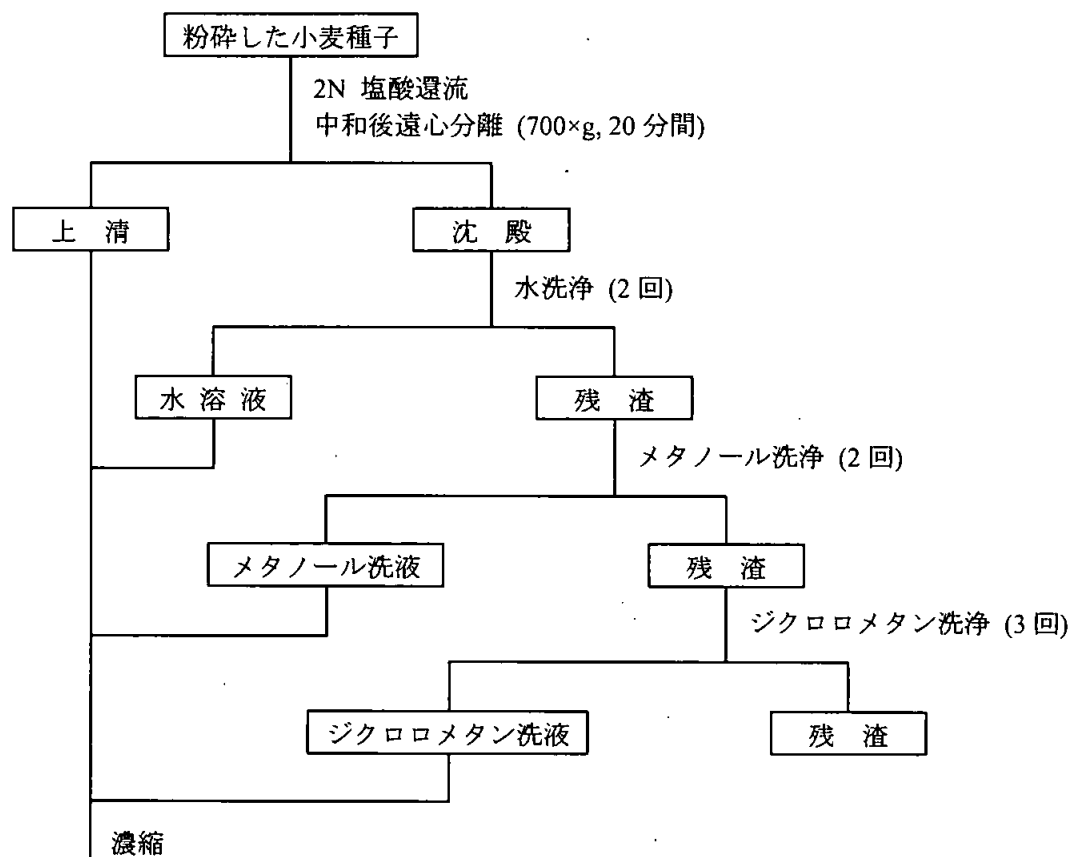 粉砕した小麦種子
2N 塩酸還流
中和後遠心分離 (700×g, 20 分間)
上 清
沈 殿
水洗浄 (2 回)
水 溶 液
残 渣
メタノール洗浄 (2 回)
メタノール洗液
残 渣
ジクロロメタン洗浄 (3 回)
ジクロロメタン洗液
残 渣
濃縮